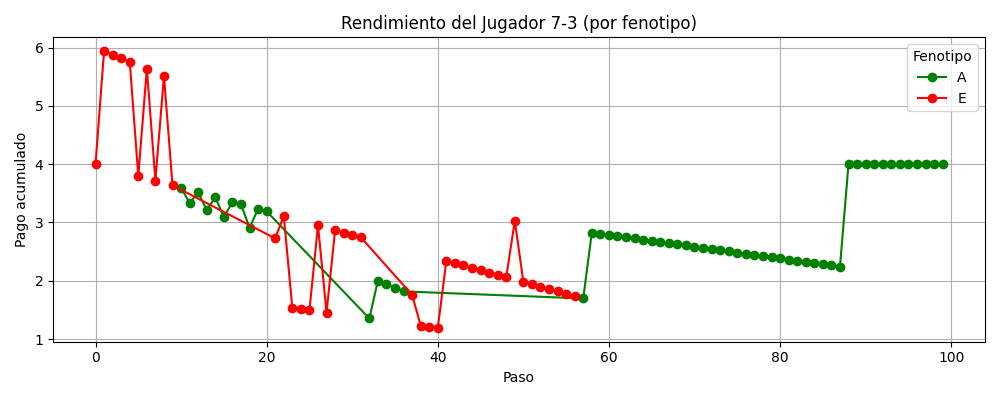 Rendimiento del Jugador 7-3 (por fenotipo)
Pago acumulado
6
5
4
3
2
1
Fenotipo
A
E
0 20 40 60 80 100
Paso